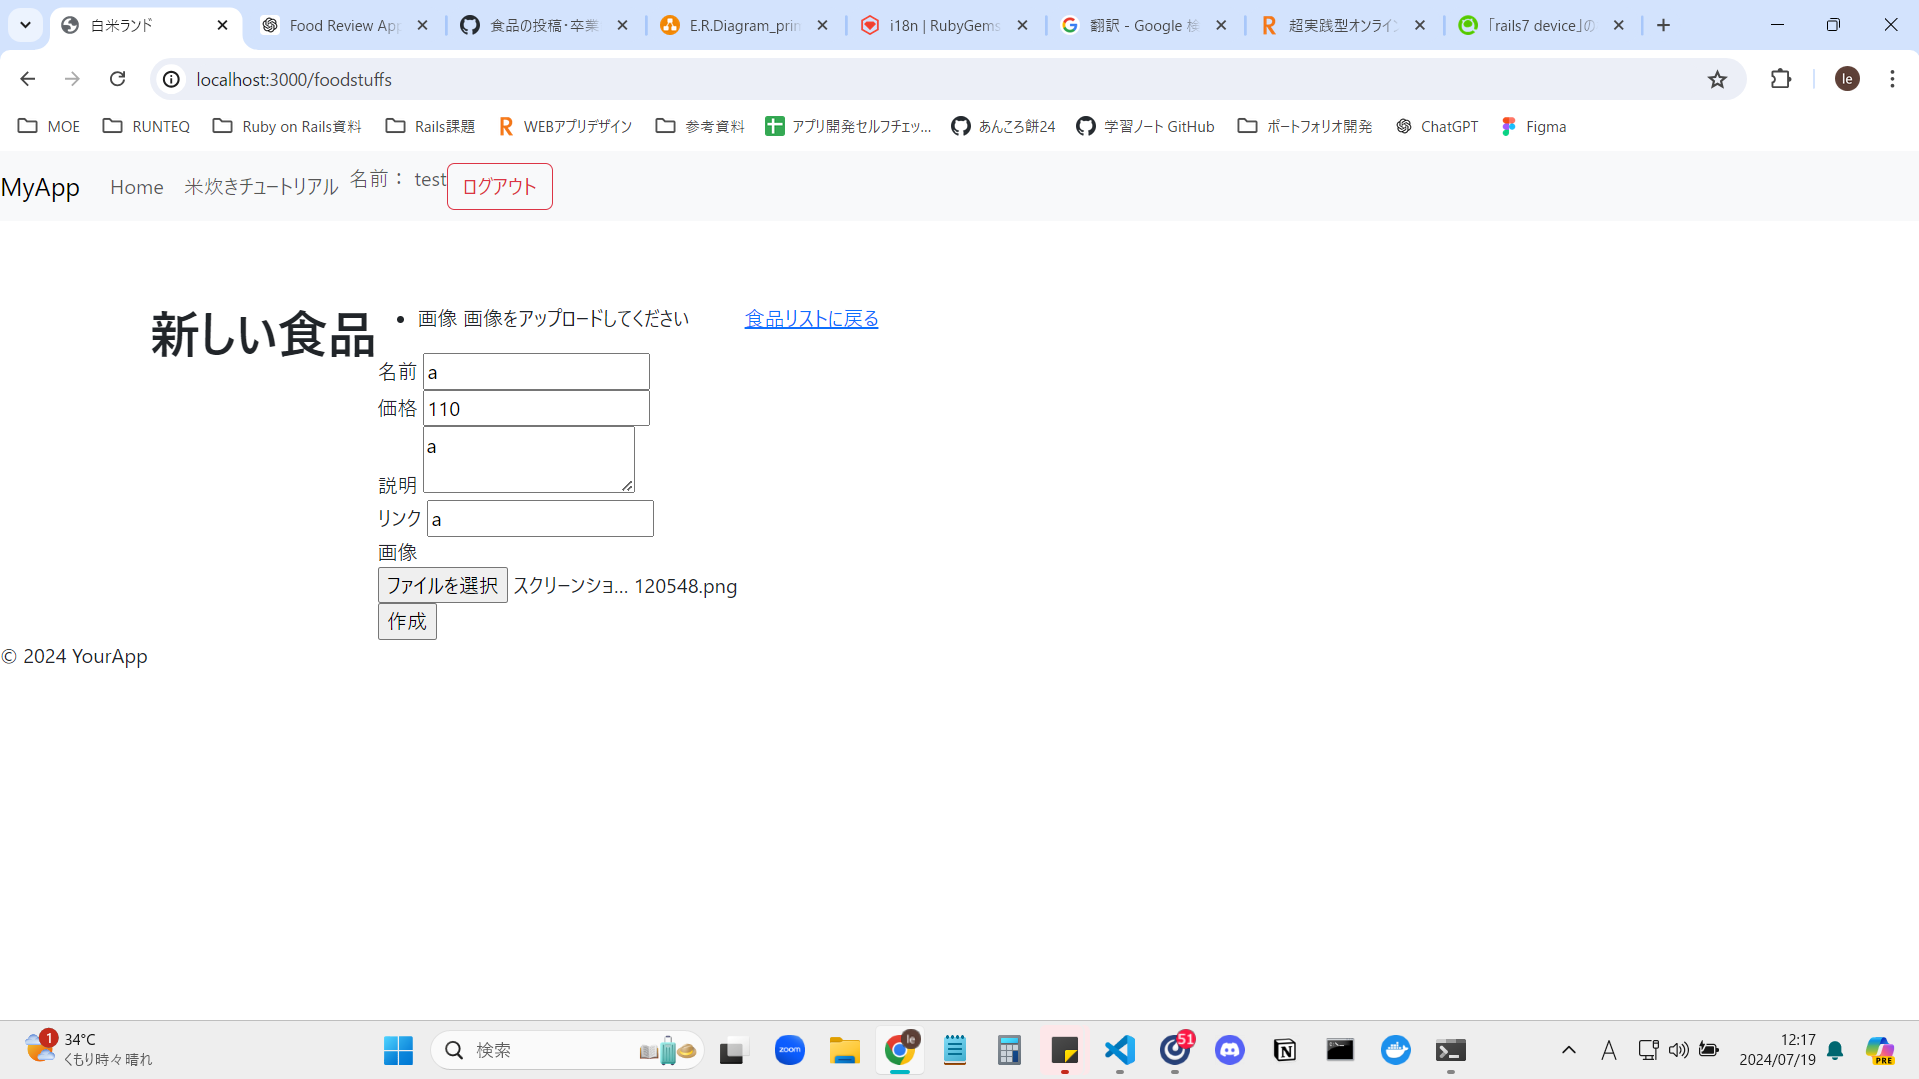 白米ランド
Food Review App
食品の投稿・卒業
E.R.Diagram_prin
i18n | RubyGems
翻訳 - Google 検
超実践型オンライン
「rails7 device」の
localhost:3000/foodstuffs
le
MOE
RUNTEQ
Ruby on Rails資料
Rails課題
WEBアプリデザイン
参考資料
アプリ開発セルフチェッ...
あんころ餅24
学習ノート GitHub
ポートフォリオ開発
ChatGPT
Figma
MyApp Home 米炊きチュートリアル 名前： test ログアウト
新しい食品
• 画像 画像をアップロードしてください
食品リストに戻る
名前 a
価格 110
説明 a
リンク a
画像
ファイルを選択 スクリーンショ... 120548.png
作成
© 2024 YourApp
1
34°C
くもり時々晴れ
検索
zoom
le
51
A
12:17
2024/07/19
PRE